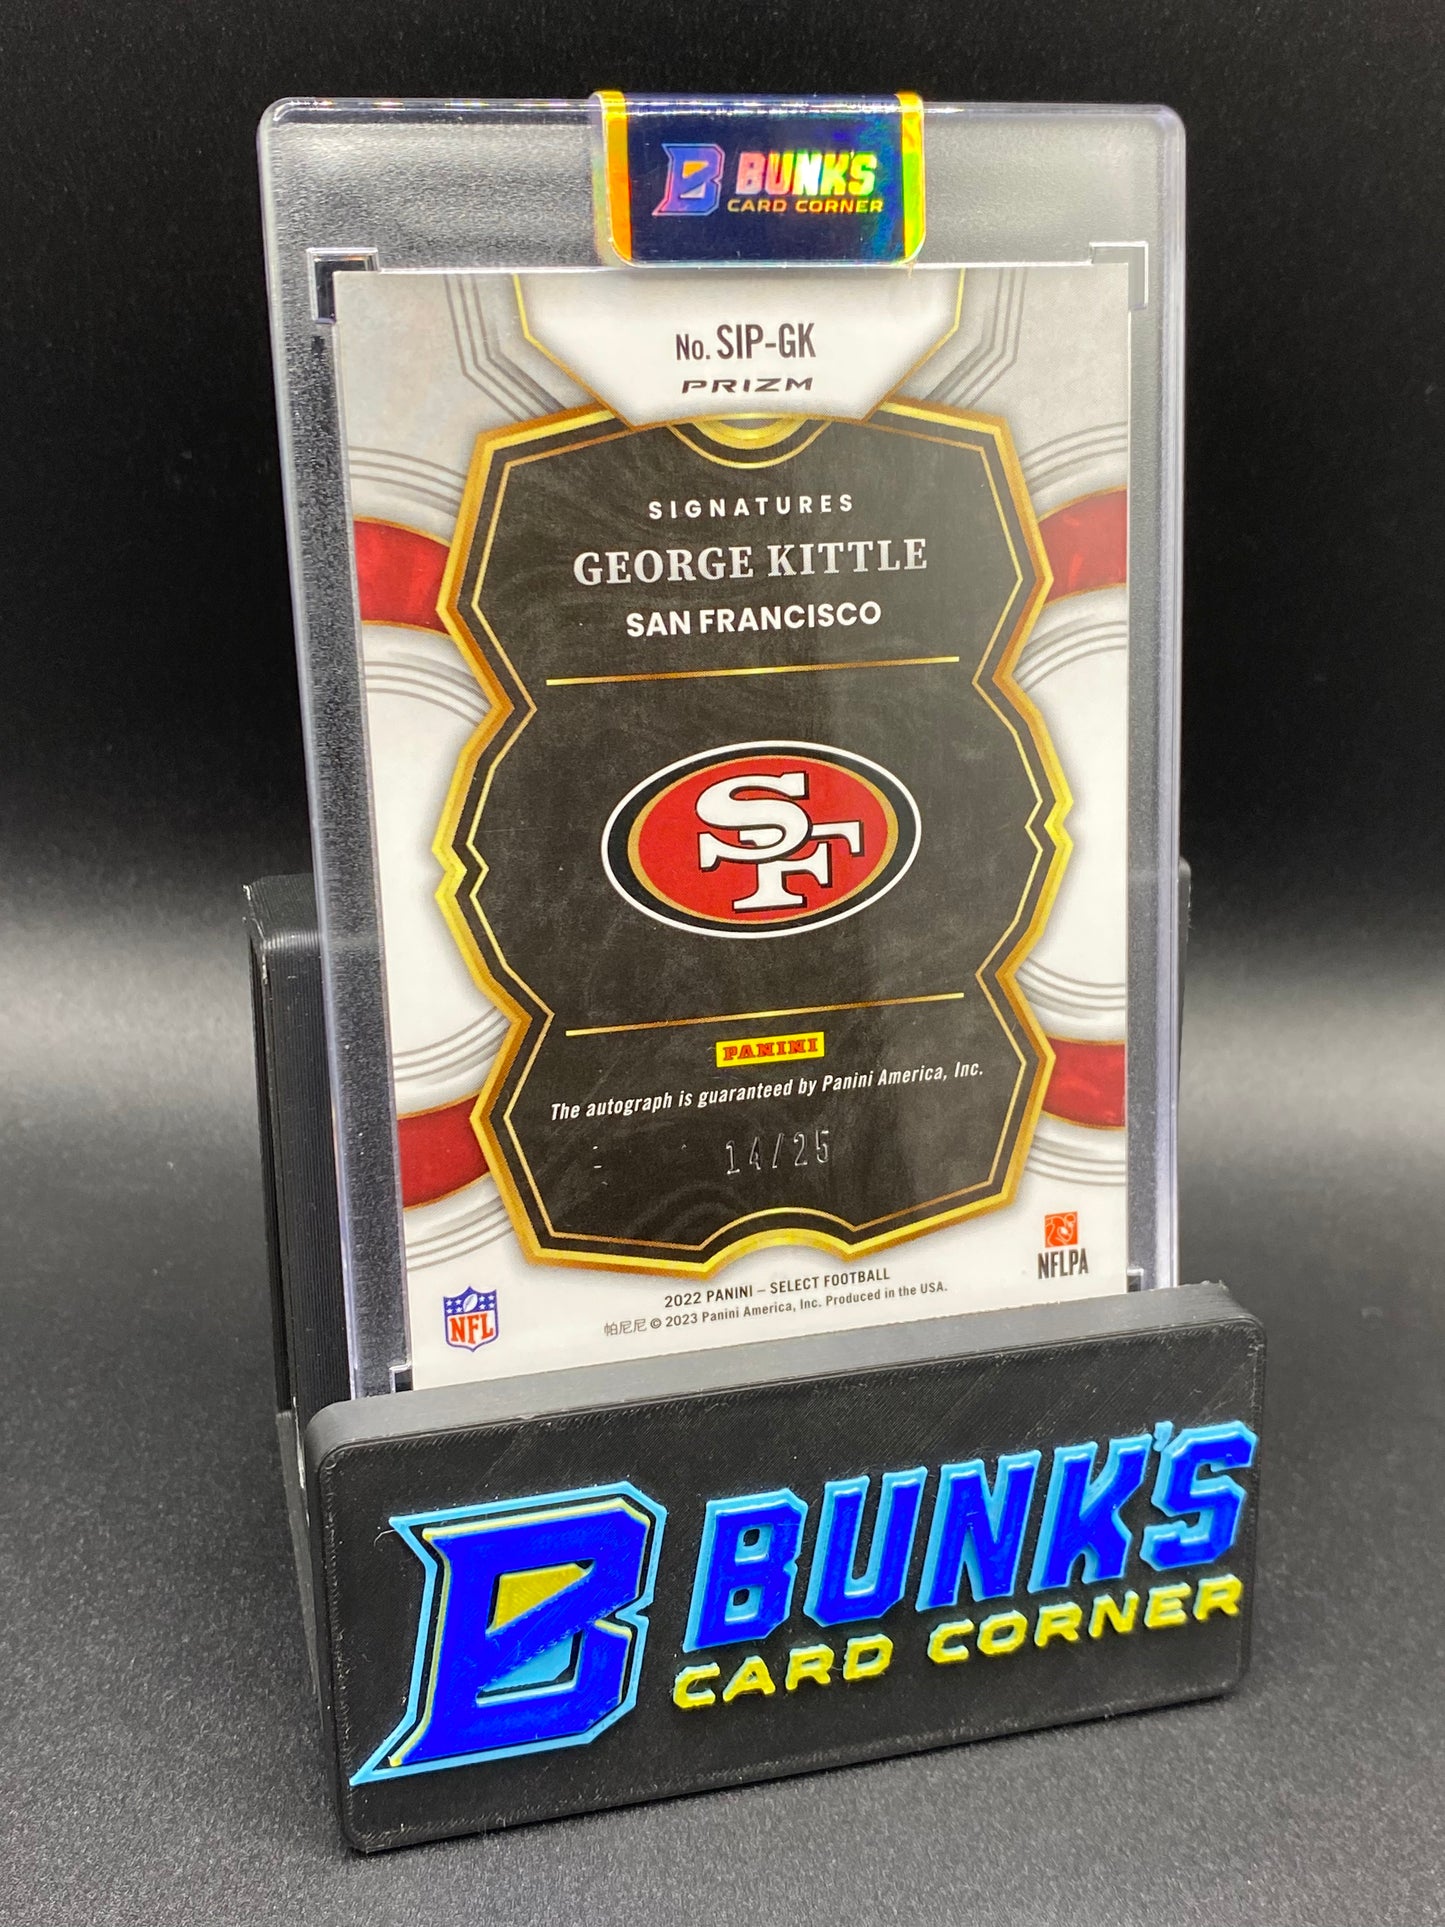 B BUNK'S
CARD CORNER
No. SIP-GK
PRIZM
SIGNATURES
GEORGE KITTLE
SAN FRANCISCO
SF
PANINI
The autograph is guaranteed by Panini America, Inc.
14/25
NFL
NFLPA
2022 PANINI – SELECT FOOTBALL
帕尼尼 © 2023 Panini America, Inc. Produced in the USA.
B BUNK'S
CARD CORNER